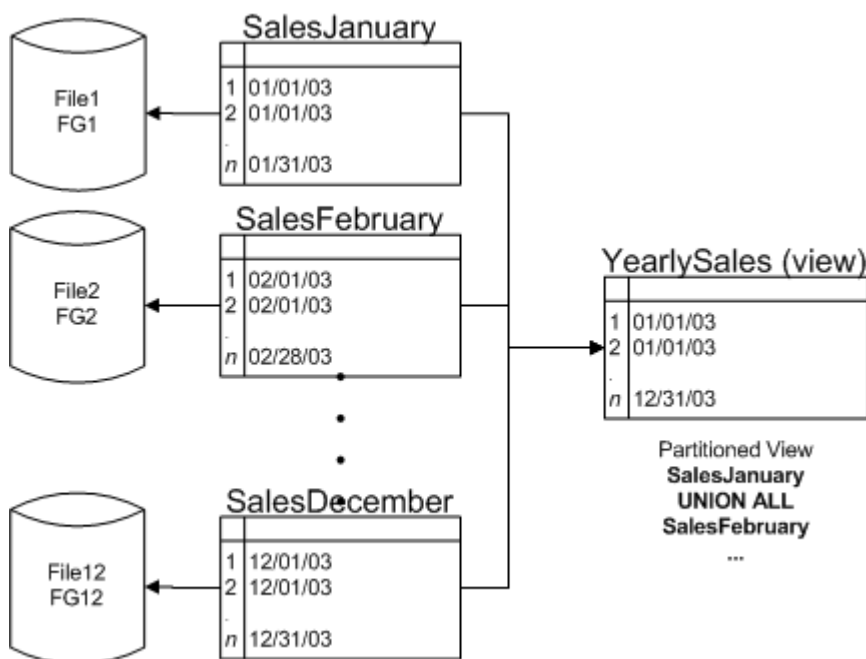 SalesJanuary
File1
FG1
1 01/01/03
2 01/01/03
.
n 01/31/03
SalesFebruary
File2
FG2
1 02/01/03
2 02/01/03
.
n 02/28/03
YearlySales (view)
1 01/01/03
2 01/01/03
.
n 12/31/03
Partitioned View
SalesJanuary
UNION ALL
SalesFebruary
...
SalesDecember
File12
FG12
1 12/01/03
2 12/01/03
.
n 12/31/03